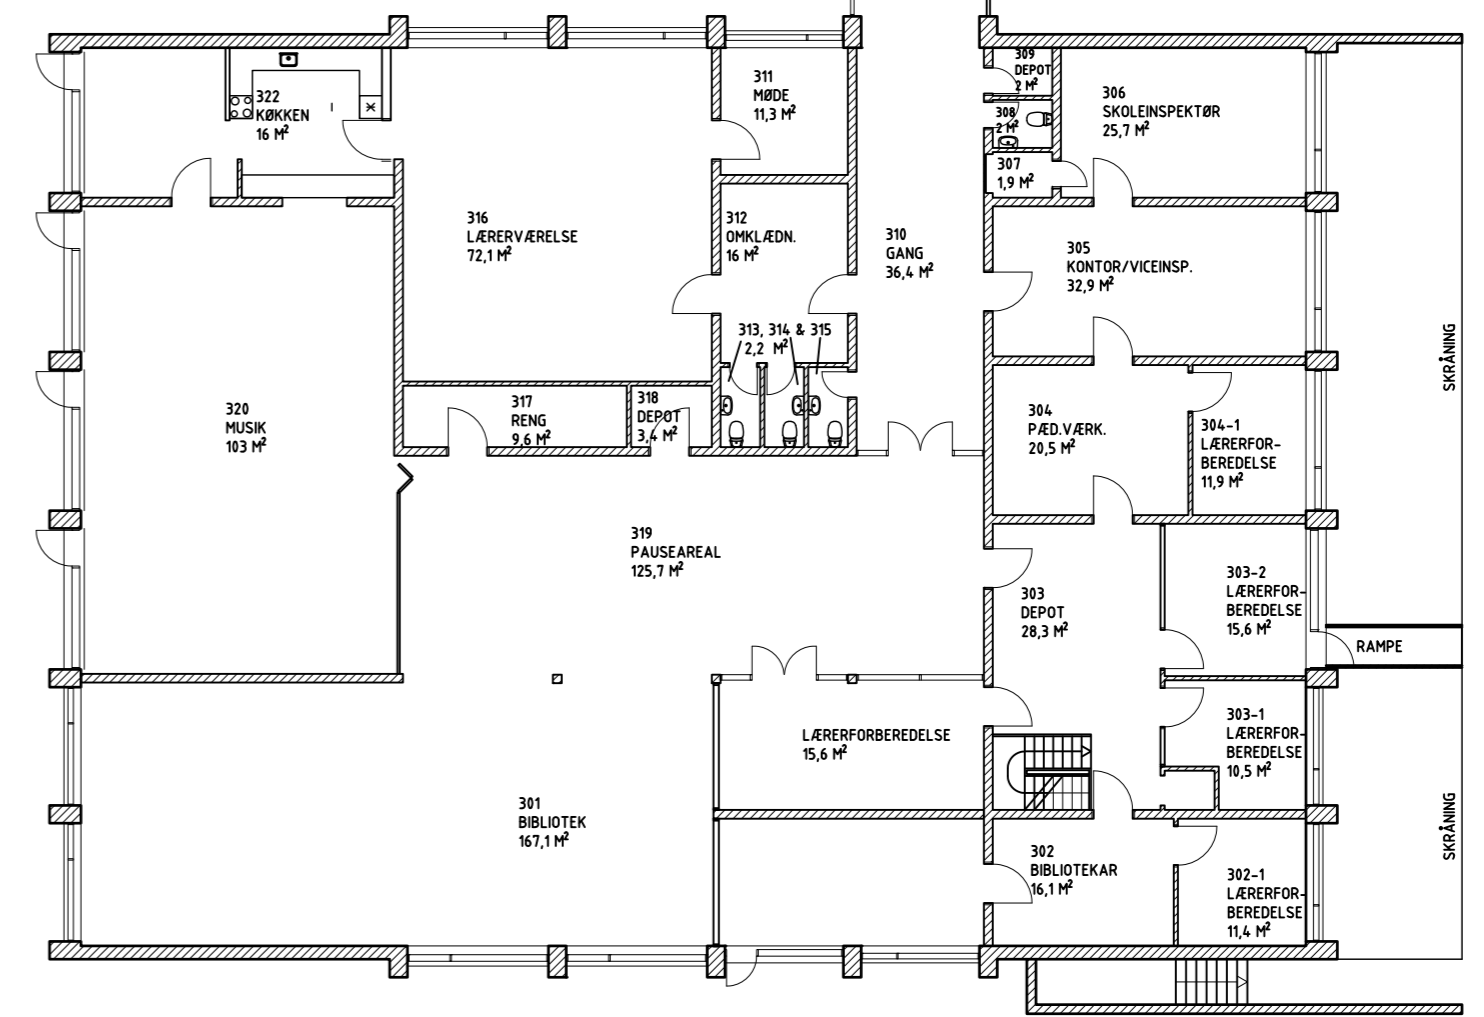 309
DEPOT
2 M²
322
KØKKEN
16 M²
311
MØDE
11,3 M²
308
2 M²
306
SKOLEINSPEKTØR
25,7 M²
307
1,9 M²
316
LÆRERVÆRELSE
72,1 M²
312
OMKLÆDN.
16 M²
310
GANG
36,4 M²
305
KONTOR/VICEINSP.
32,9 M²
313, 314 & 315
2,2 M²
SKRÅNING
320
MUSIK
103 M²
317
RENG
9,6 M²
318
DEPOT
3,4 M²
304
PÆD.VÆRK.
20,5 M²
304-1
LÆRERFOR-
BEREDELSE
11,9 M²
319
PAUSEAREAL
125,7 M²
303
DEPOT
28,3 M²
303-2
LÆRERFOR-
BEREDELSE
15,6 M²
RAMPE
LÆRERFORBEREDELSE
15,6 M²
303-1
LÆRERFOR-
BEREDELSE
10,5 M²
301
BIBLIOTEK
167,1 M²
302
BIBLIOTEKAR
16,1 M²
302-1
LÆRERFOR-
BEREDELSE
11,4 M²
SKRÅNING